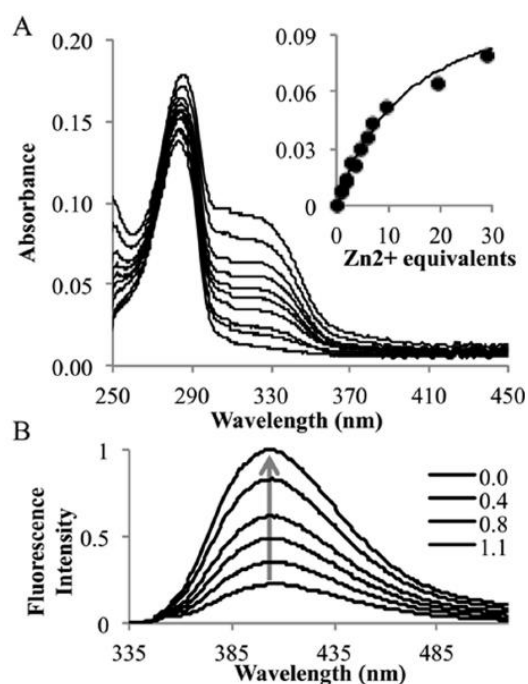 A
Absorbance
0.20
0.15
0.10
0.05
0.00
250 290 330 370 410 450
Wavelength (nm)
0.09
0.06
0.03
0
0 10 20 30
Zn2+ equivalents
B
Fluorescence
Intensity
1
0.5
0
335 385 435 485
Wavelength (nm)
0.0
0.4
0.8
1.1